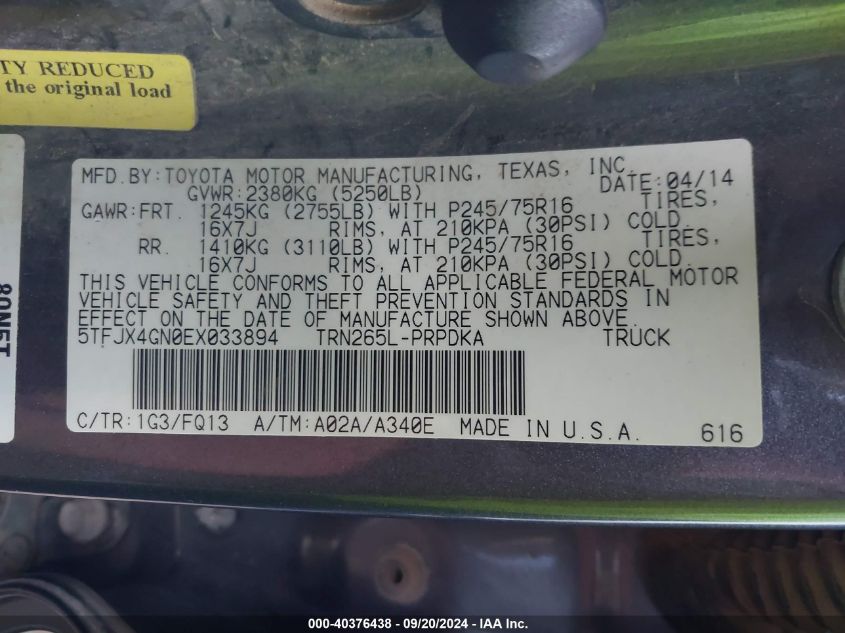 TY REDUCED
the original load
80N5T
MFD.BY:TOYOTA MOTOR MANUFACTURING, TEXAS, INC.
GVWR:2380KG (5250LB) DATE:04/14
GAWR:FRT. 1245KG (2755LB) WITH P245/75R16 TIRES,
16X7J RIMS, AT 210KPA (30PSI) COLD.
RR. 1410KG (3110LB) WITH P245/75R16 TIRES,
16X7J RIMS, AT 210KPA (30PSI) COLD.
THIS VEHICLE CONFORMS TO ALL APPLICABLE FEDERAL MOTOR
VEHICLE SAFETY AND THEFT PREVENTION STANDARDS IN
EFFECT ON THE DATE OF MANUFACTURE SHOWN ABOVE.
5TFJX4GN0EX033894 TRN265L-PRPDKA TRUCK
C/TR:1G3/FQ13 A/TM:A02A/A340E MADE IN U.S.A. 616
000-40376438 - 09/20/2024 - IAA Inc.